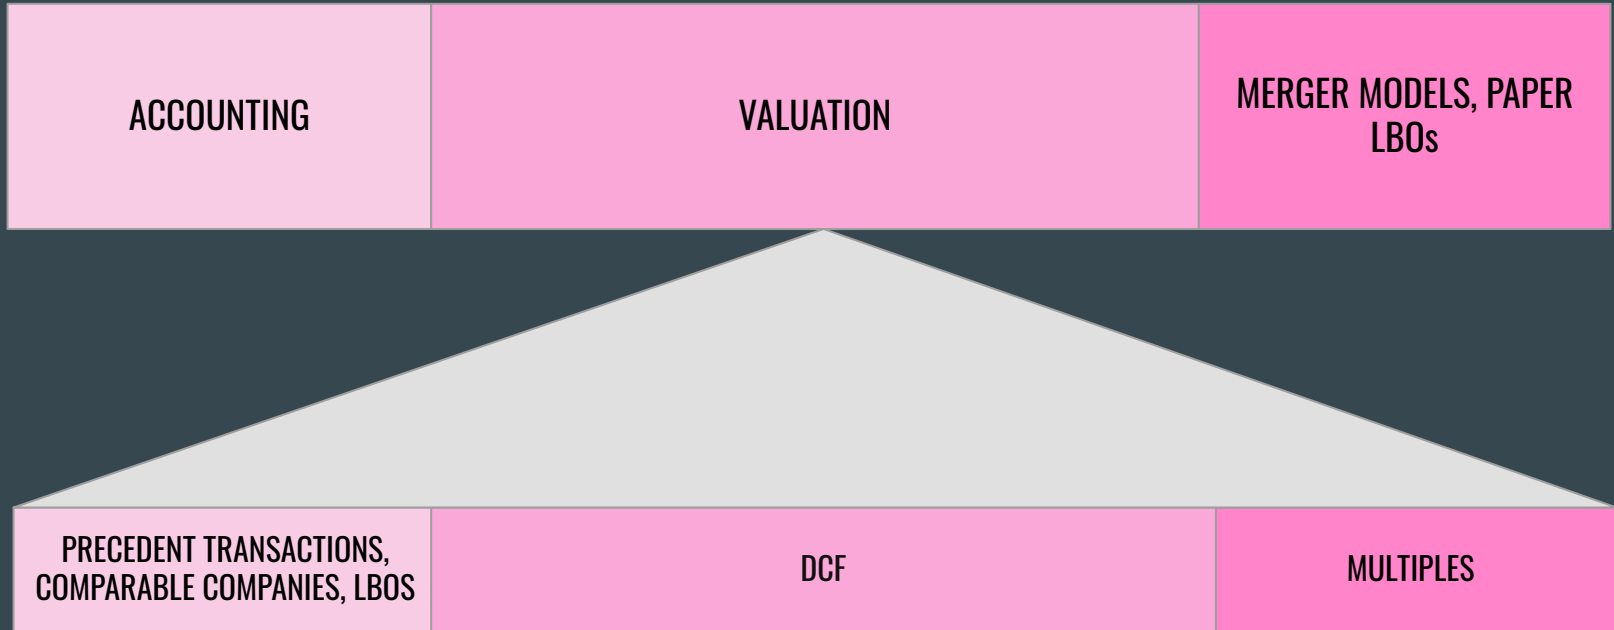 ACCOUNTING
VALUATION
MERGER MODELS, PAPER
LBOs
PRECEDENT TRANSACTIONS,
COMPARABLE COMPANIES, LBOS
DCF
MULTIPLES